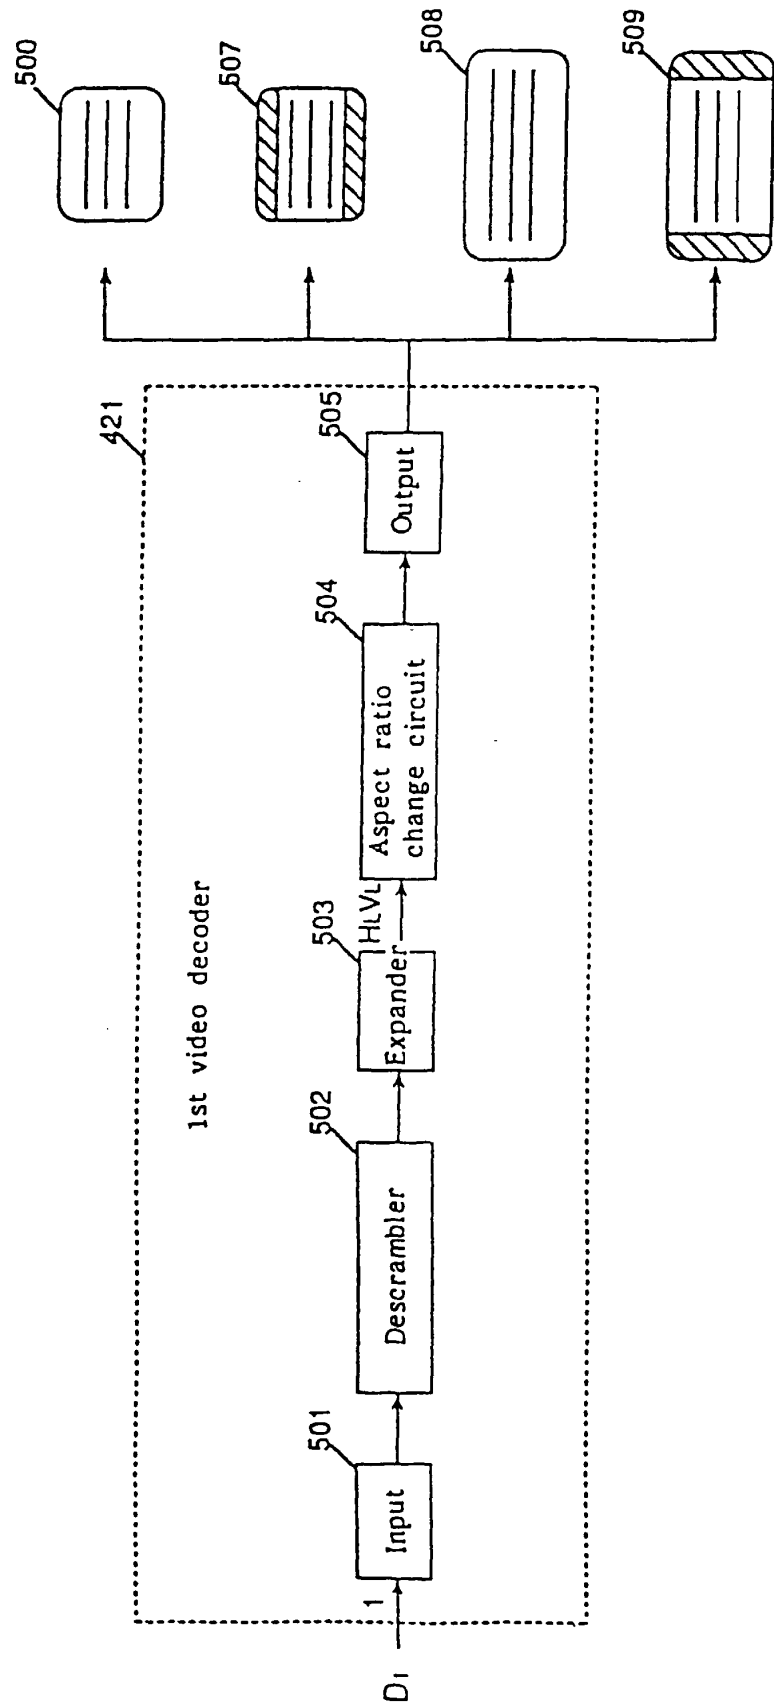 421
1st video decoder
D1
1
501
Input
502
Descrambler
503
Expander
HLVL
504
Aspect ratio
change circuit
505
Output
500
507
508
509